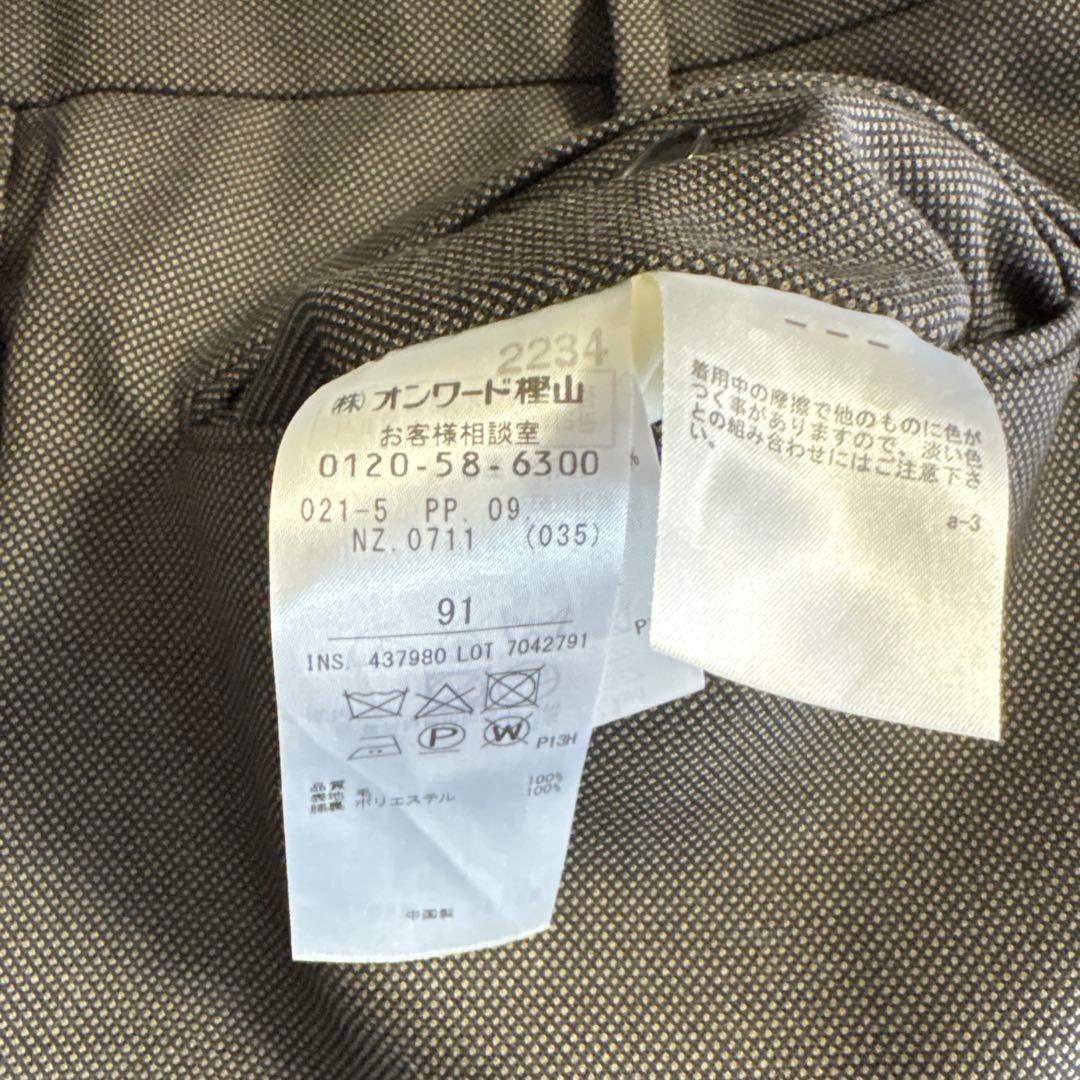 2234
(株)オンワード樫山
お客様相談室
0120-58-6300
021-5 PP. 09.
NZ.0711 (035)
91
INS. 437980 LOT 7042791
P
W
P13H
品質
表地 毛 100%
膝裏 ポリエステル 100%
中国製
着用中の摩擦で他のものに色が
つく事がありますので、淡い色
との組み合わせにはご注意下さ
い。
a-3